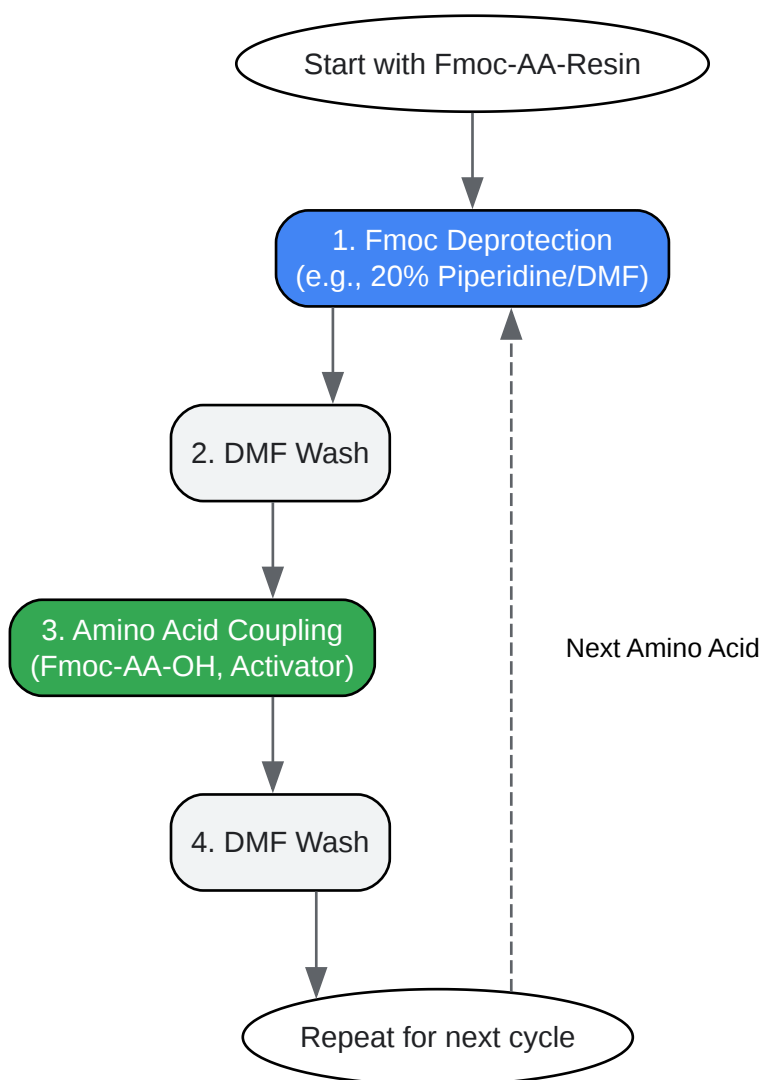 Start with Fmoc-AA-Resin
1. Fmoc Deprotection
(e.g., 20% Piperidine/DMF)
2. DMF Wash
3. Amino Acid Coupling
(Fmoc-AA-OH, Activator)
Next Amino Acid
4. DMF Wash
Repeat for next cycle